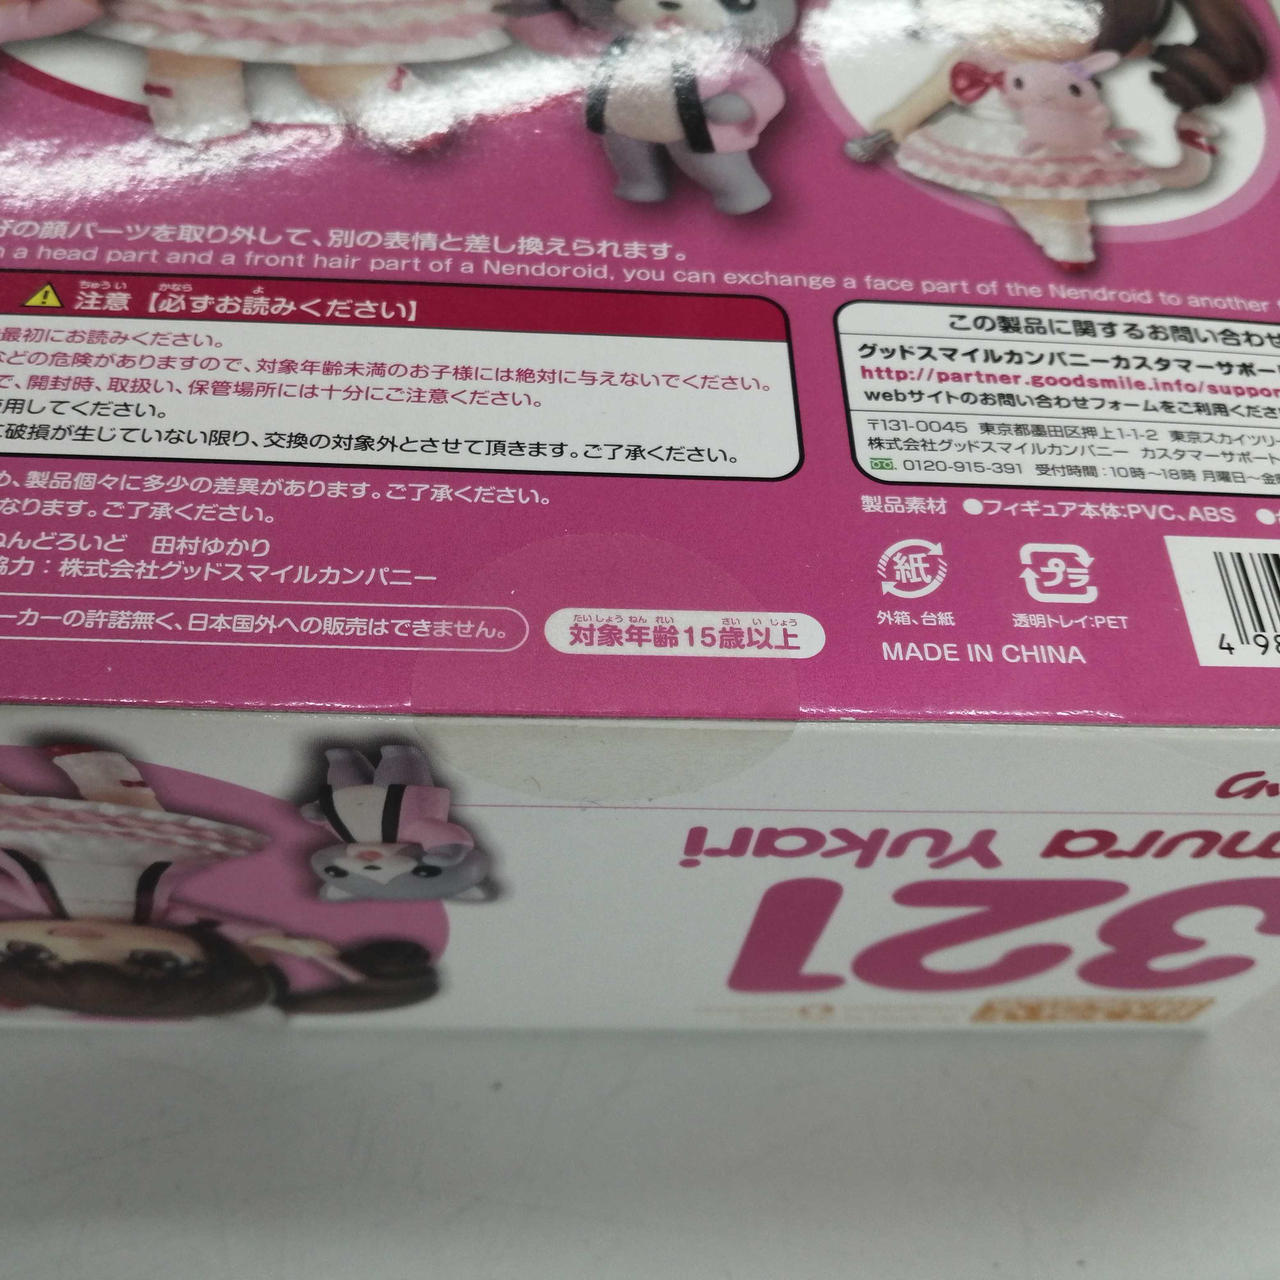 の顔パーツを取り外して、別の表情と差し換えられます。
a head part and a front hair part of a Nendoroid, you can exchange a face part of the Nendroid to another
ちゅうい かなら よ
注意【必ずお読みください】
最初にお読みください。
などの危険がありますので、対象年齢未満のお子様には絶対に与えないでください。
で、開封時、取扱い、保管場所には十分にご注意ください。
用してください。
破損が生じていない限り、交換の対象外とさせて頂きます。ご了承ください。
め、製品個々に多少の差異があります。ご了承ください。
なります。ご了承ください。
ねんどろいど 田村ゆかり
協力：株式会社グッドスマイルカンパニー
ーカーの許諾無く、日本国外への販売はできません。
たいしょうねんれい さいいじょう
対象年齢15歳以上
この製品に関するお問い合わせ
グッドスマイルカンパニーカスタマーサポー
http://partner.goodsmile.info/suppor
webサイトのお問い合わせフォームをご利用くださ
〒131-0045 東京都墨田区押上1-1-2 東京スカイツリー
株式会社グッドスマイルカンパニー カスタマーサポート
0120-915-391 受付時間：10時～18時 月曜日～金
製品素材 ●フィギュア本体:PVC、ABS ●
紙
外箱、台紙
プラ
透明トレイ:PET
MADE IN CHINA
4 98
mura Yukari
321